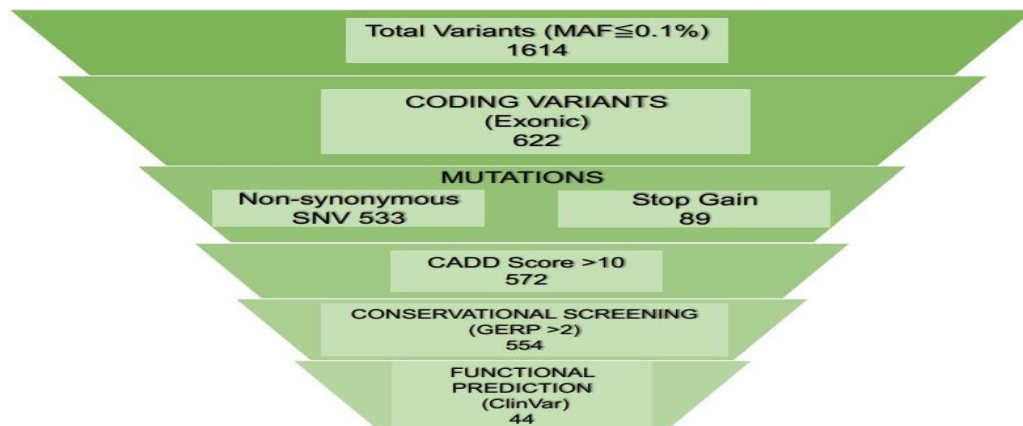 Total Variants (MAF≦0.1%)
1614
CODING VARIANTS
(Exonic)
622
MUTATIONS
Non-synonymous
SNV 533
Stop Gain
89
CADD Score >10
572
CONSERVATIONAL SCREENING
(GERP >2)
554
FUNCTIONAL
PREDICTION
(ClinVar)
44